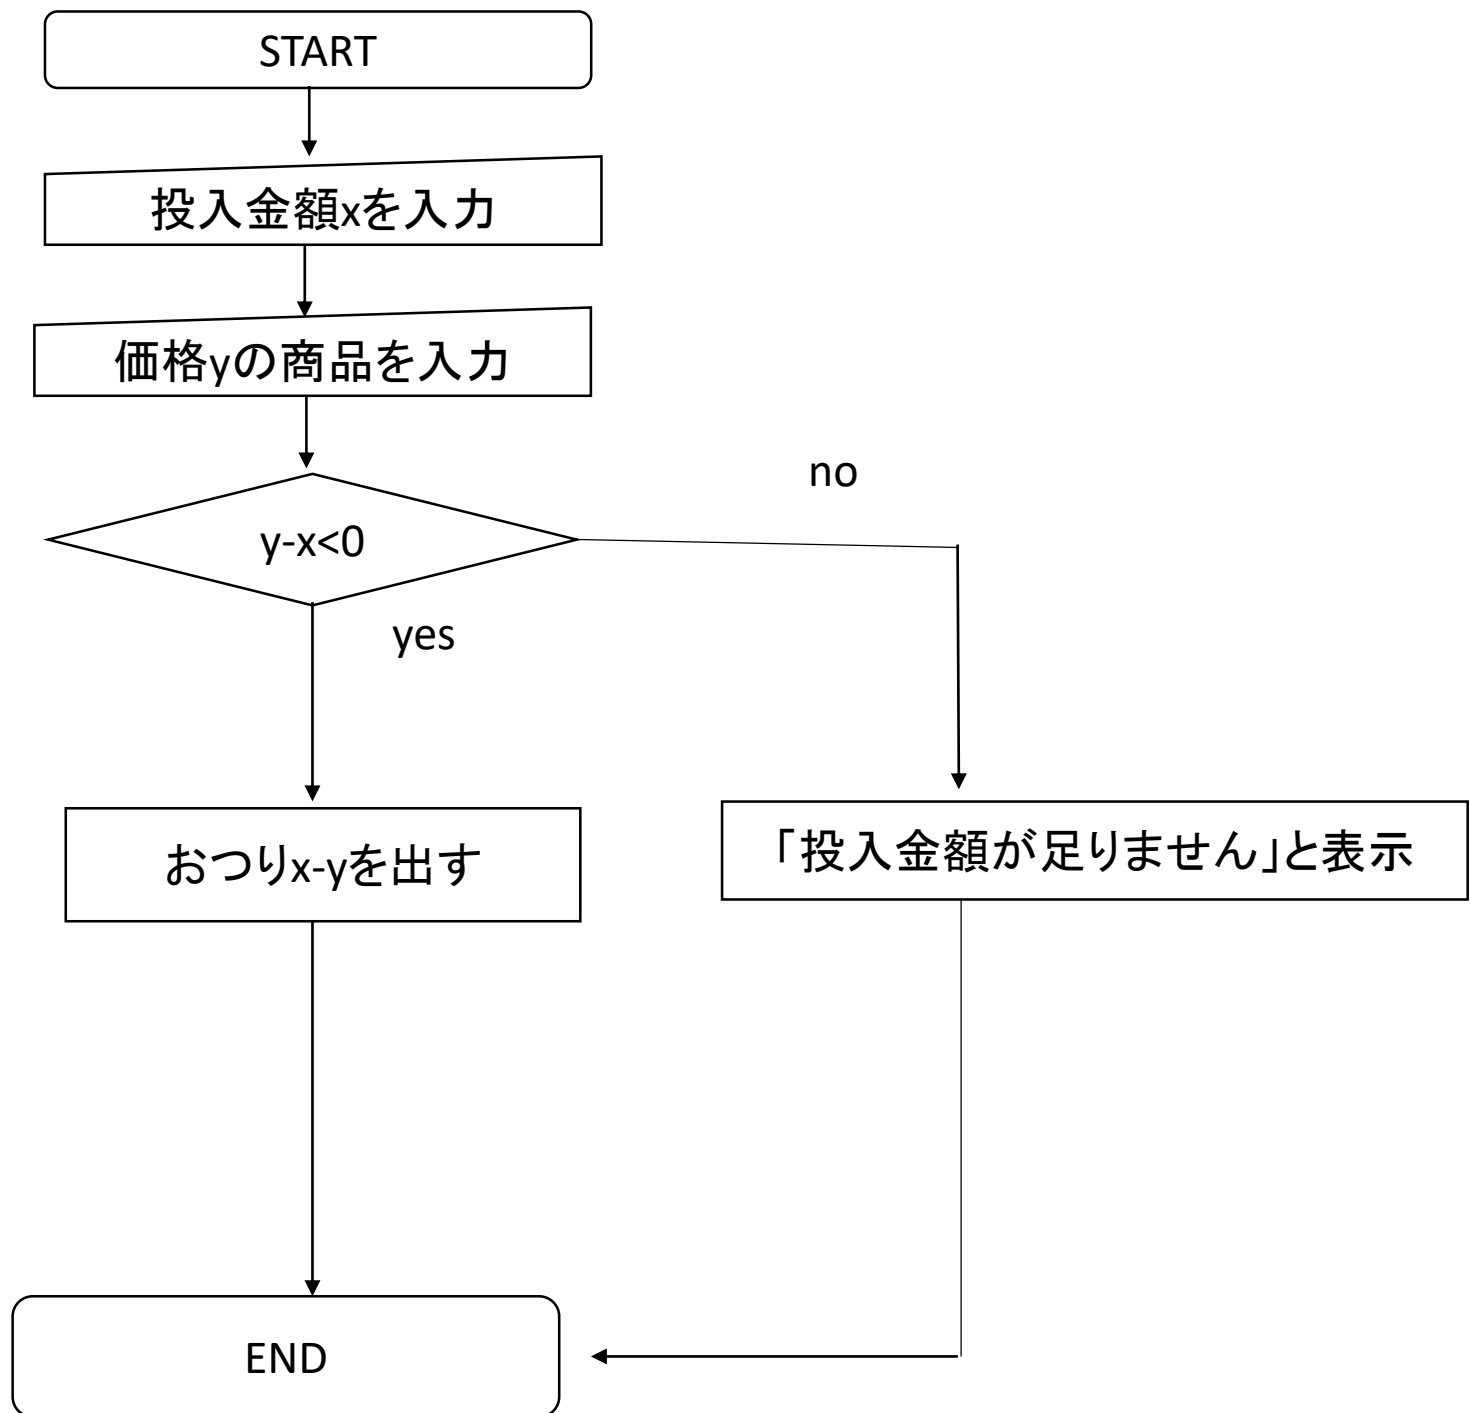 START
投入金額xを入力
価格yの商品を入力
no
y-x<0
yes
おつりx-yを出す
「投入金額が足りません」と表示
END